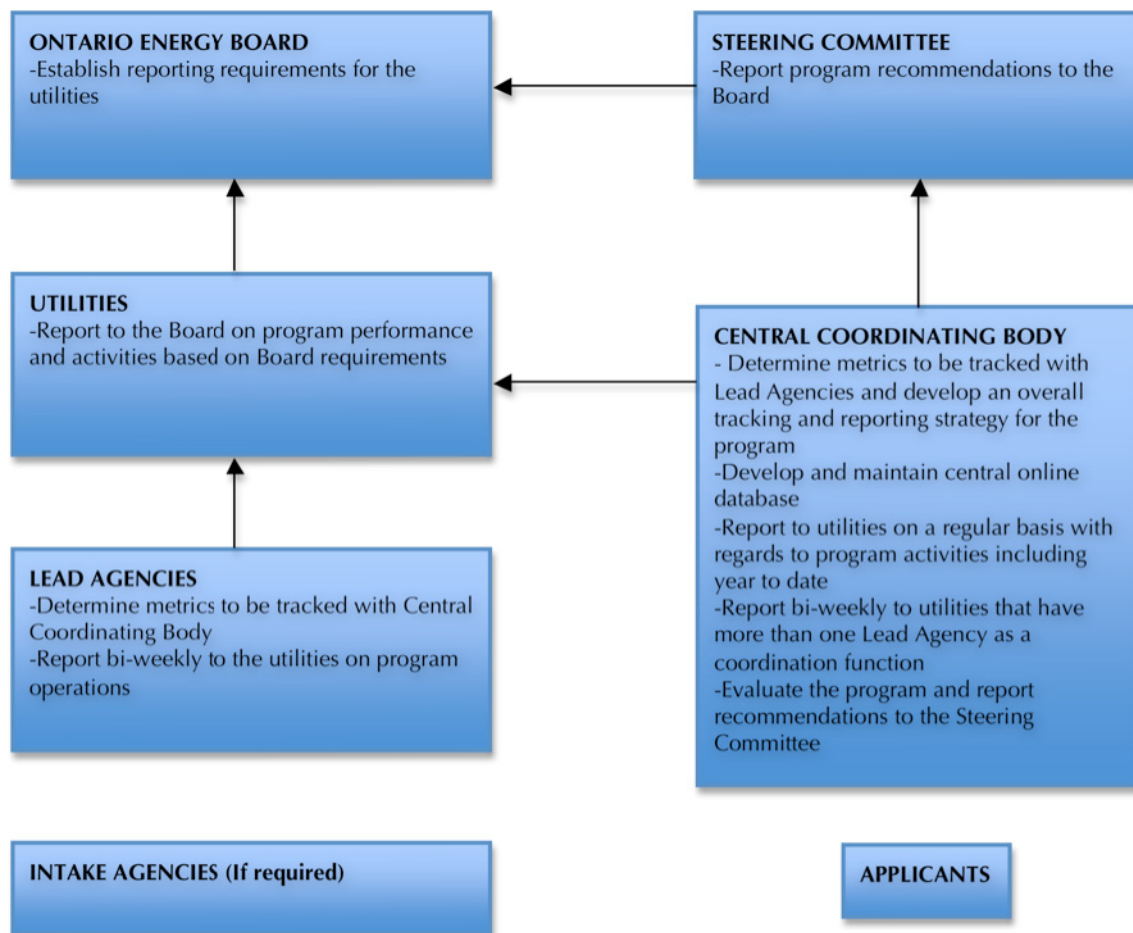 ONTARIO ENERGY BOARD
-Establish reporting requirements for the
utilities
STEERING COMMITTEE
-Report program recommendations to the
Board
UTILITIES
-Report to the Board on program performance
and activities based on Board requirements
CENTRAL COORDINATING BODY
- Determine metrics to be tracked with
Lead Agencies and develop an overall
tracking and reporting strategy for the
program
-Develop and maintain central online
database
-Report to utilities on a regular basis with
regards to program activities including
year to date
-Report bi-weekly to utilities that have
more than one Lead Agency as a
coordination function
-Evaluate the program and report
recommendations to the Steering
Committee
LEAD AGENCIES
-Determine metrics to be tracked with Central
Coordinating Body
-Report bi-weekly to the utilities on program
operations
INTAKE AGENCIES (If required)
APPLICANTS